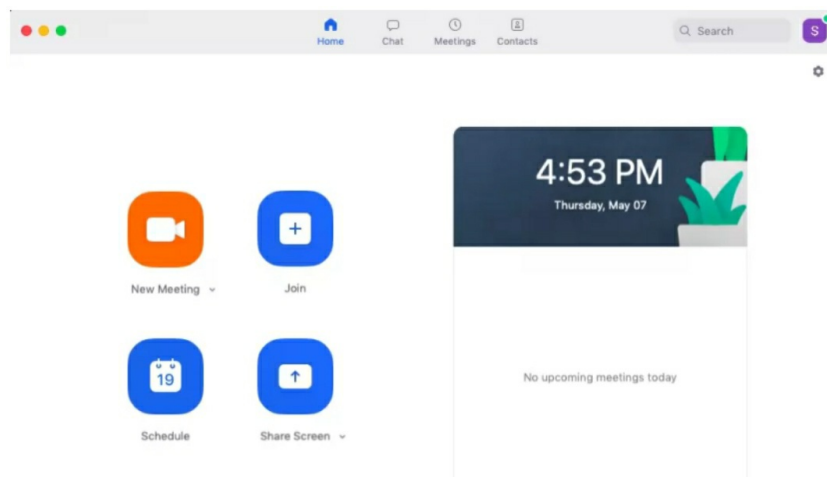 Home
Chat
Meetings
Contacts
Search
S
4:53 PM
Thursday, May 07
New Meeting
Join
19
Schedule
Share Screen
No upcoming meetings today